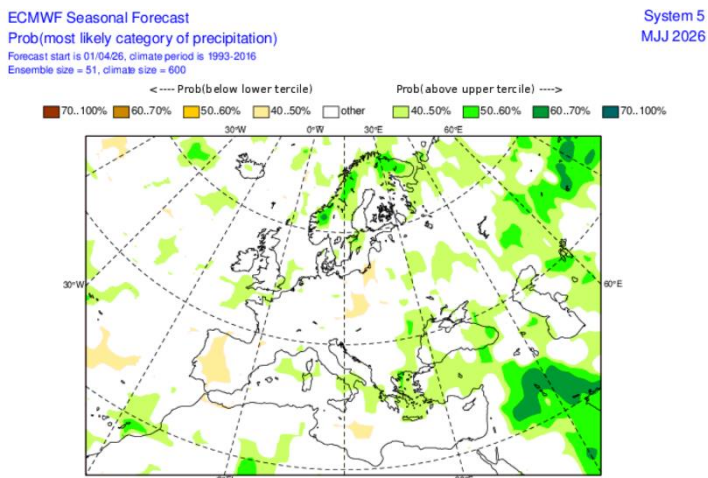 ECMWF Seasonal Forecast
System 5
Prob(most likely category of precipitation)
MJJ 2026
Forecast start is 01/04/26, climate period is 1993-2016
Ensemble size = 51, climate size = 600
<---- Prob(below lower tercile)
Prob(above upper tercile) ---->
70..100%
60..70%
50..60%
40..50%
other
40..50%
50..60%
60..70%
70..100%
30°W
0°W
30°E
60°E
30°W
60°E